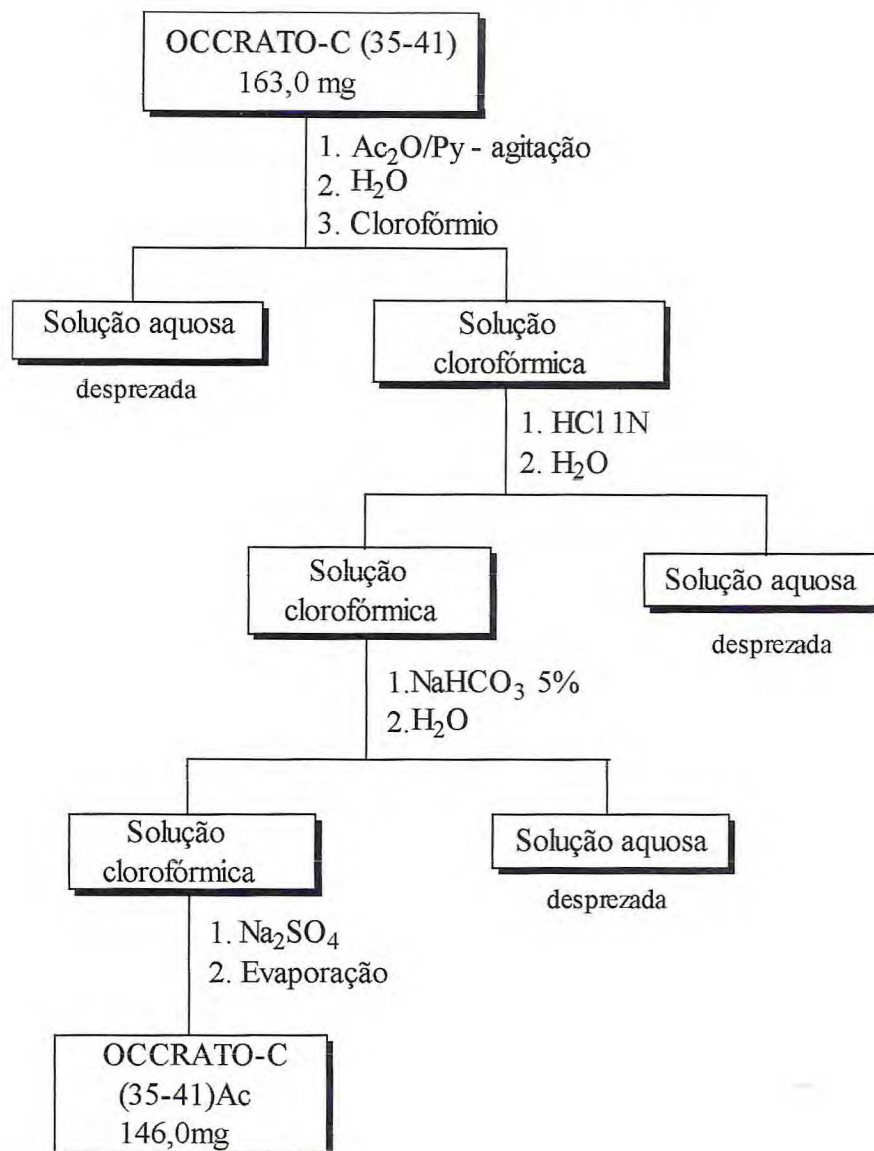 OCCRATO-C (35-41)
163,0 mg
1. Ac₂O/Py - agitação
2. H₂O
3. Clorofórmio
Solução aquosa
desprezada
Solução
clorofórmica
1. HCl 1N
2. H₂O
Solução
clorofórmica
Solução aquosa
desprezada
1.NaHCO₃ 5%
2.H₂O
Solução
clorofórmica
Solução aquosa
desprezada
1. Na₂SO₄
2. Evaporação
OCCRATO-C
(35-41)Ac
146,0mg